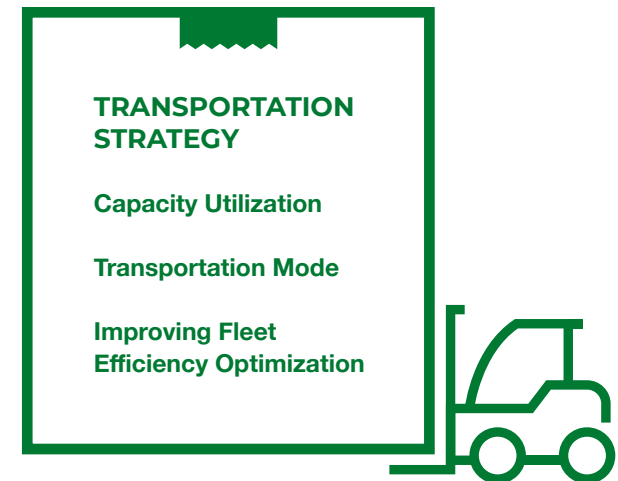 TRANSPORTATION
STRATEGY
Capacity Utilization
Transportation Mode
Improving Fleet
Efficiency Optimization